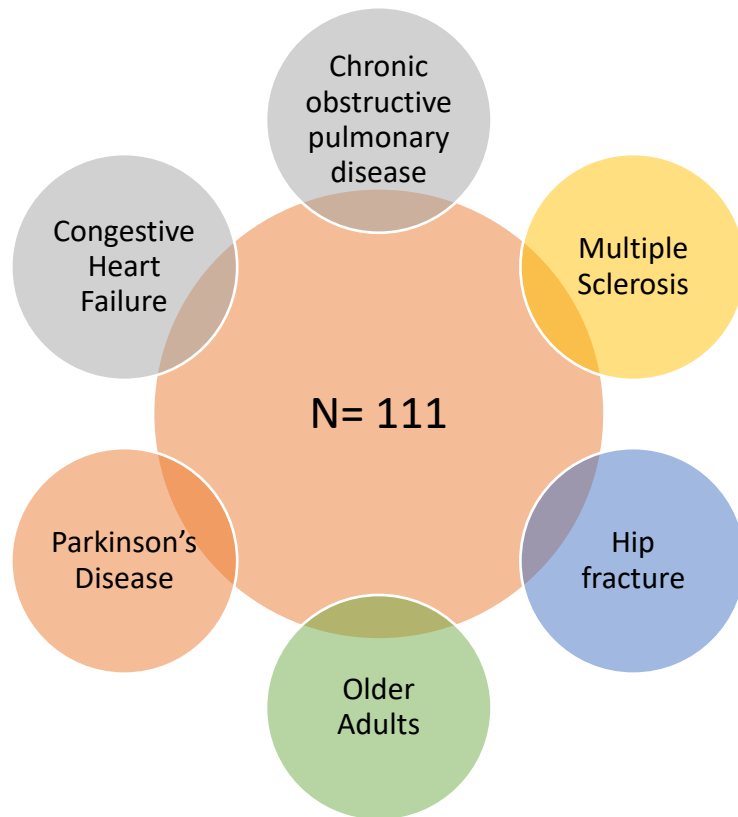 Chronic
obstructive
pulmonary
disease
Congestive
Heart
Failure
Multiple
Sclerosis
N= 111
Parkinson’s
Disease
Hip
fracture
Older
Adults